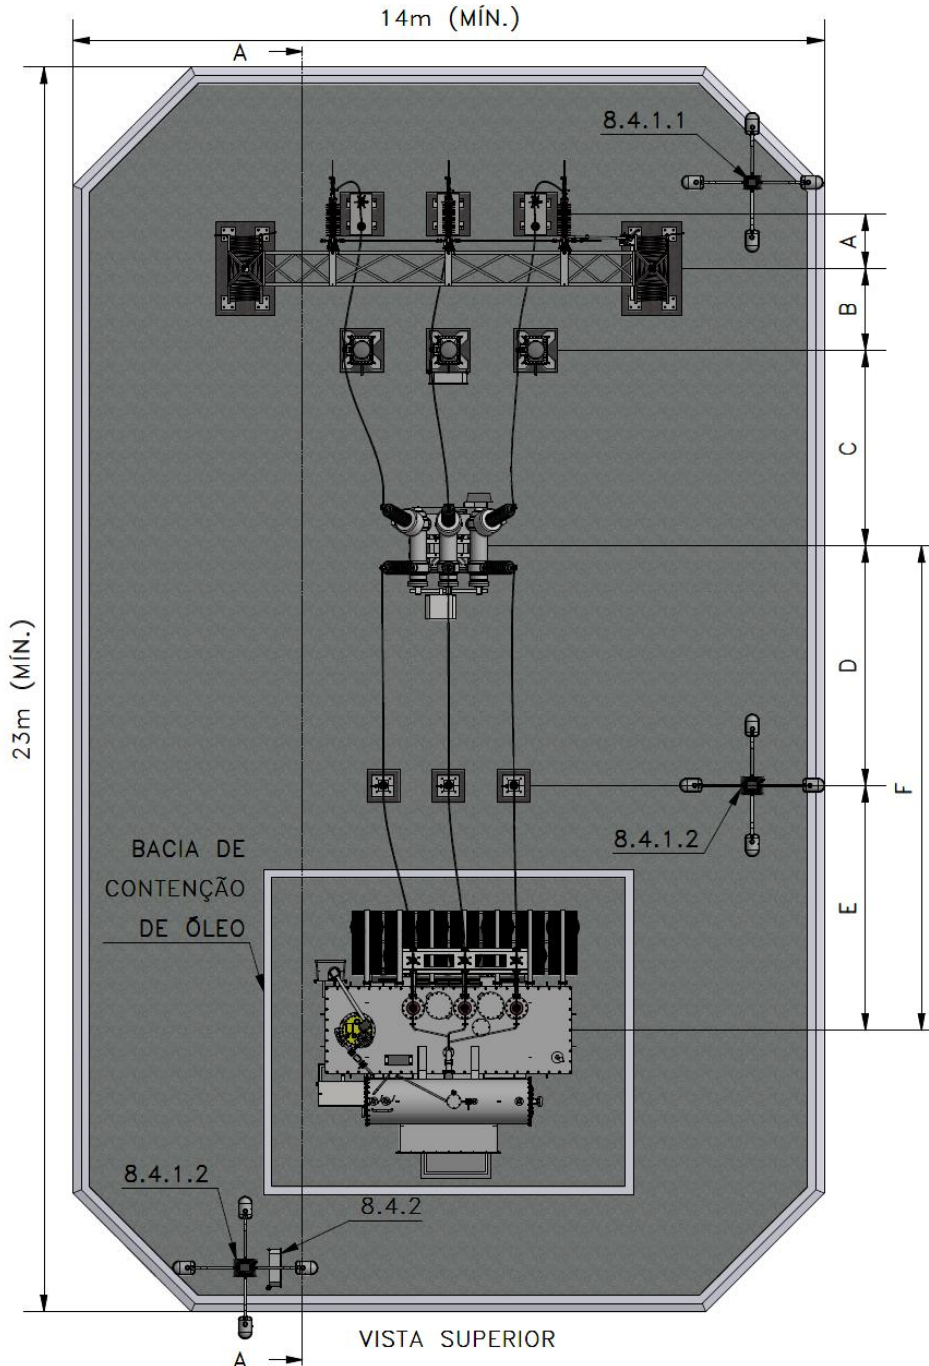 14m (MÍN.)
A
8.4.1.1
A
B
C
23m (MÍN.)
D
F
8.4.1.2
BACIA DE
CONTENÇÃO
DE ÓLEO
E
8.4.1.2
8.4.2
VISTA SUPERIOR
A